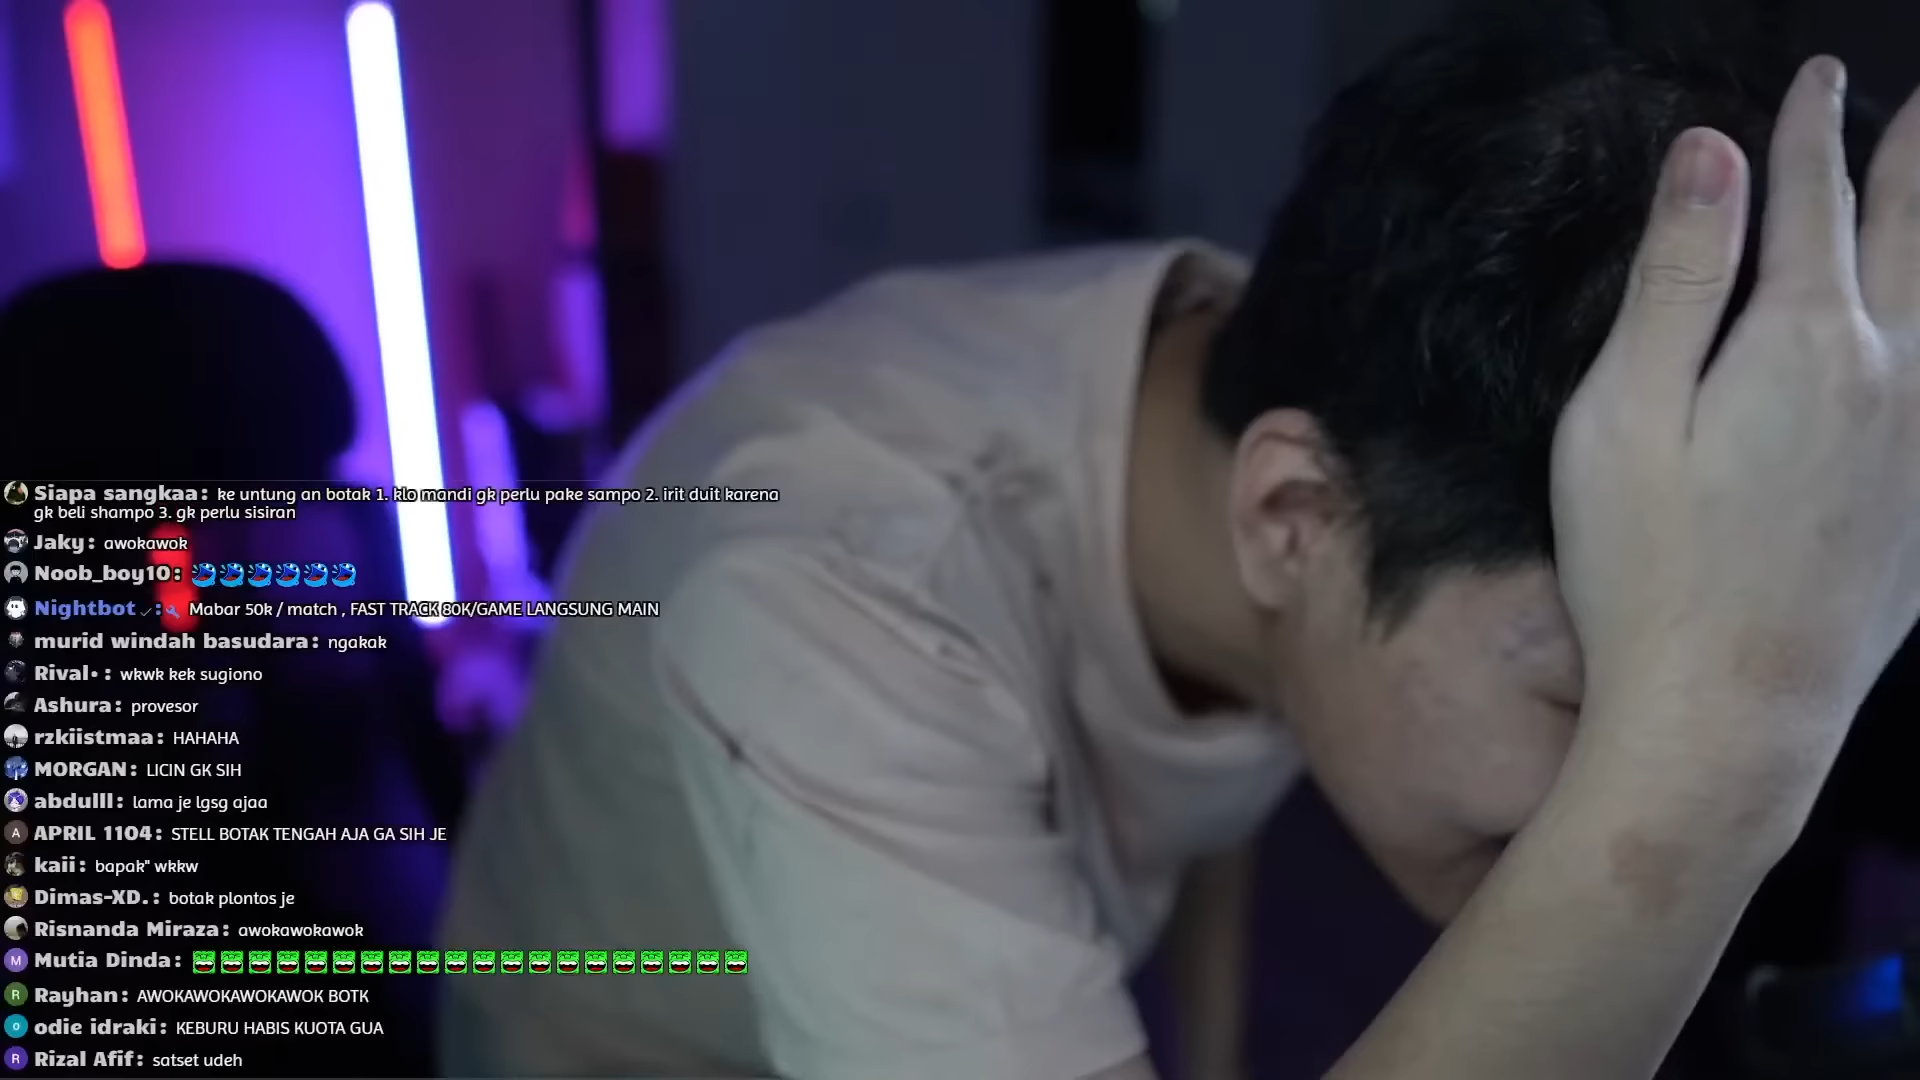 Siapa sangkaa: ke untung an botak 1. klo mandi gk perlu pake sampo 2. irit duit karena
gk beli shampo 3. gk perlu sisiran
Jaky: awokawok
Noob_boy10:
Nightbot: Mabar 50k / match , FAST TRACK 80K/GAME LANGSUNG MAIN
murid windah basudara: ngakak
Rival•: wkwk kek sugiono
Ashura: provesor
rzkiistmaa: HAHAHA
MORGAN: LICIN GK SIH
abdulll: lama je lgsg ajaa
A APRIL 1104: STELL BOTAK TENGAH AJA GA SIH JE
kaii: bapak" wkkw
Dimas-XD.: botak plontos je
Risnanda Miraza: awokawokawok
M Mutia Dinda:
R Rayhan: AWOKAWOKAWOKAWOK BOTK
o odie idraki: KEBURU HABIS KUOTA GUA
R Rizal Afif: satset udeh